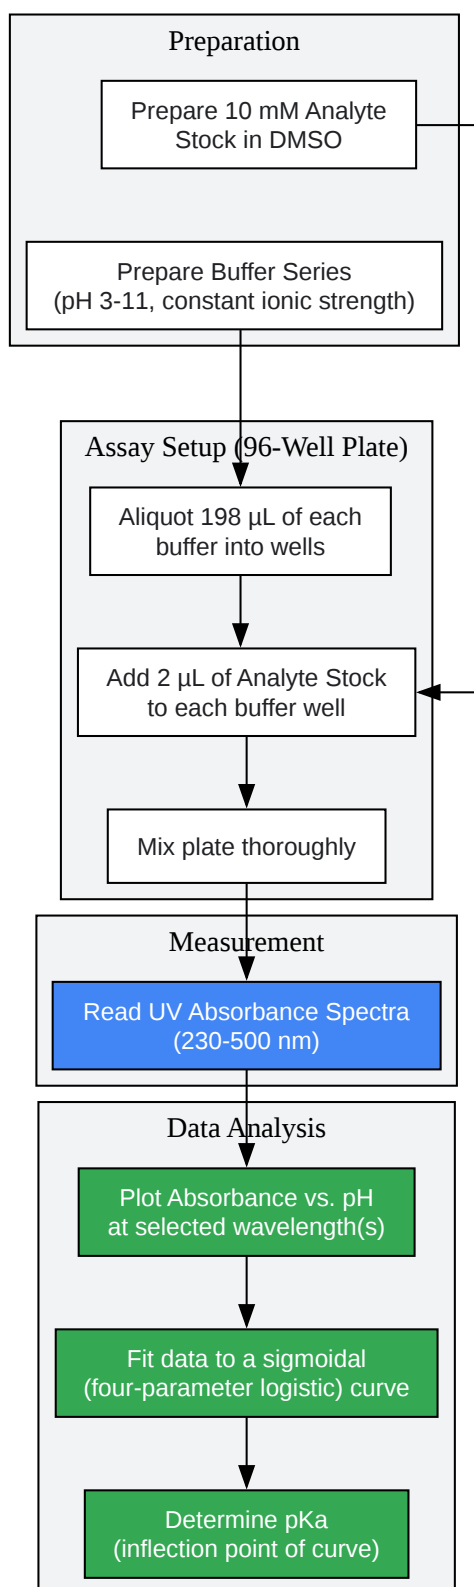 Preparation
Prepare 10 mM Analyte
Stock in DMSO
Prepare Buffer Series
(pH 3-11, constant ionic strength)
Assay Setup (96-Well Plate)
Aliquot 198 µL of each
buffer into wells
Add 2 µL of Analyte Stock
to each buffer well
Mix plate thoroughly
Measurement
Read UV Absorbance Spectra
(230-500 nm)
Data Analysis
Plot Absorbance vs. pH
at selected wavelength(s)
Fit data to a sigmoidal
(four-parameter logistic) curve
Determine pKa
(inflection point of curve)